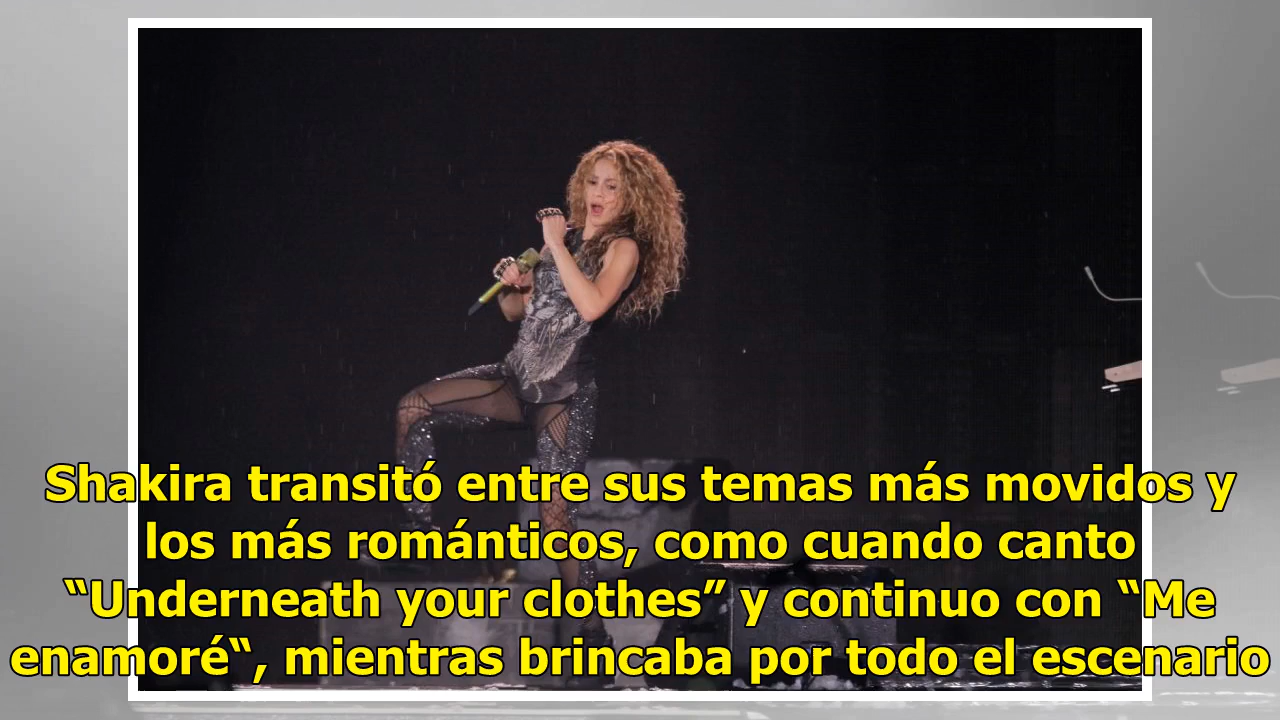 Shakira transitó entre sus temas más movidos y
los más románticos, como cuando canto
“Underneath your clothes” y continuo con “Me
enamoré“, mientras brincaba por todo el escenario